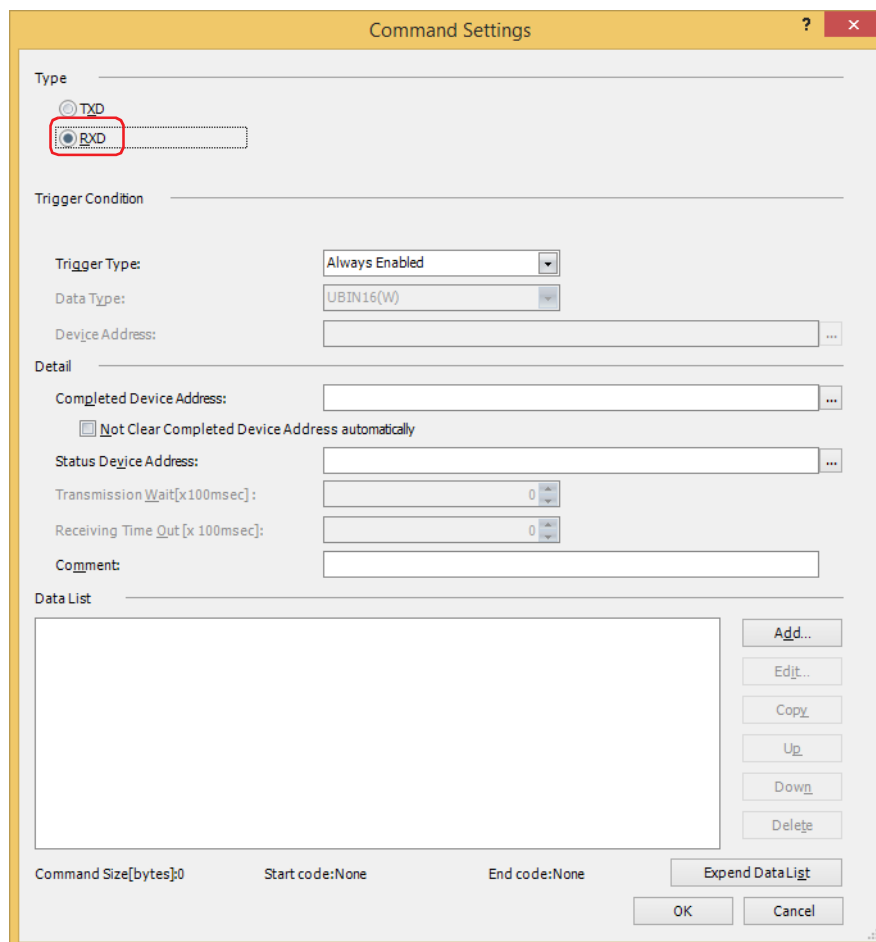 Command Settings ? ×
Type
TXD
RXD
Trigger Condition
Trigger Type: Always Enabled
Data Type: UBIN16(W)
Device Address: ...
Detail
Completed Device Address: ...
Not Clear Completed Device Address automatically
Status Device Address: ...
Transmission Wait[x100msec] : 0
Receiving Time Out [x 100msec]: 0
Comment:
Data List
Add...
Edit...
Copy
Up
Down
Delete
Command Size[bytes]:0 Start code:None End code:None Expend DataList
OK Cancel